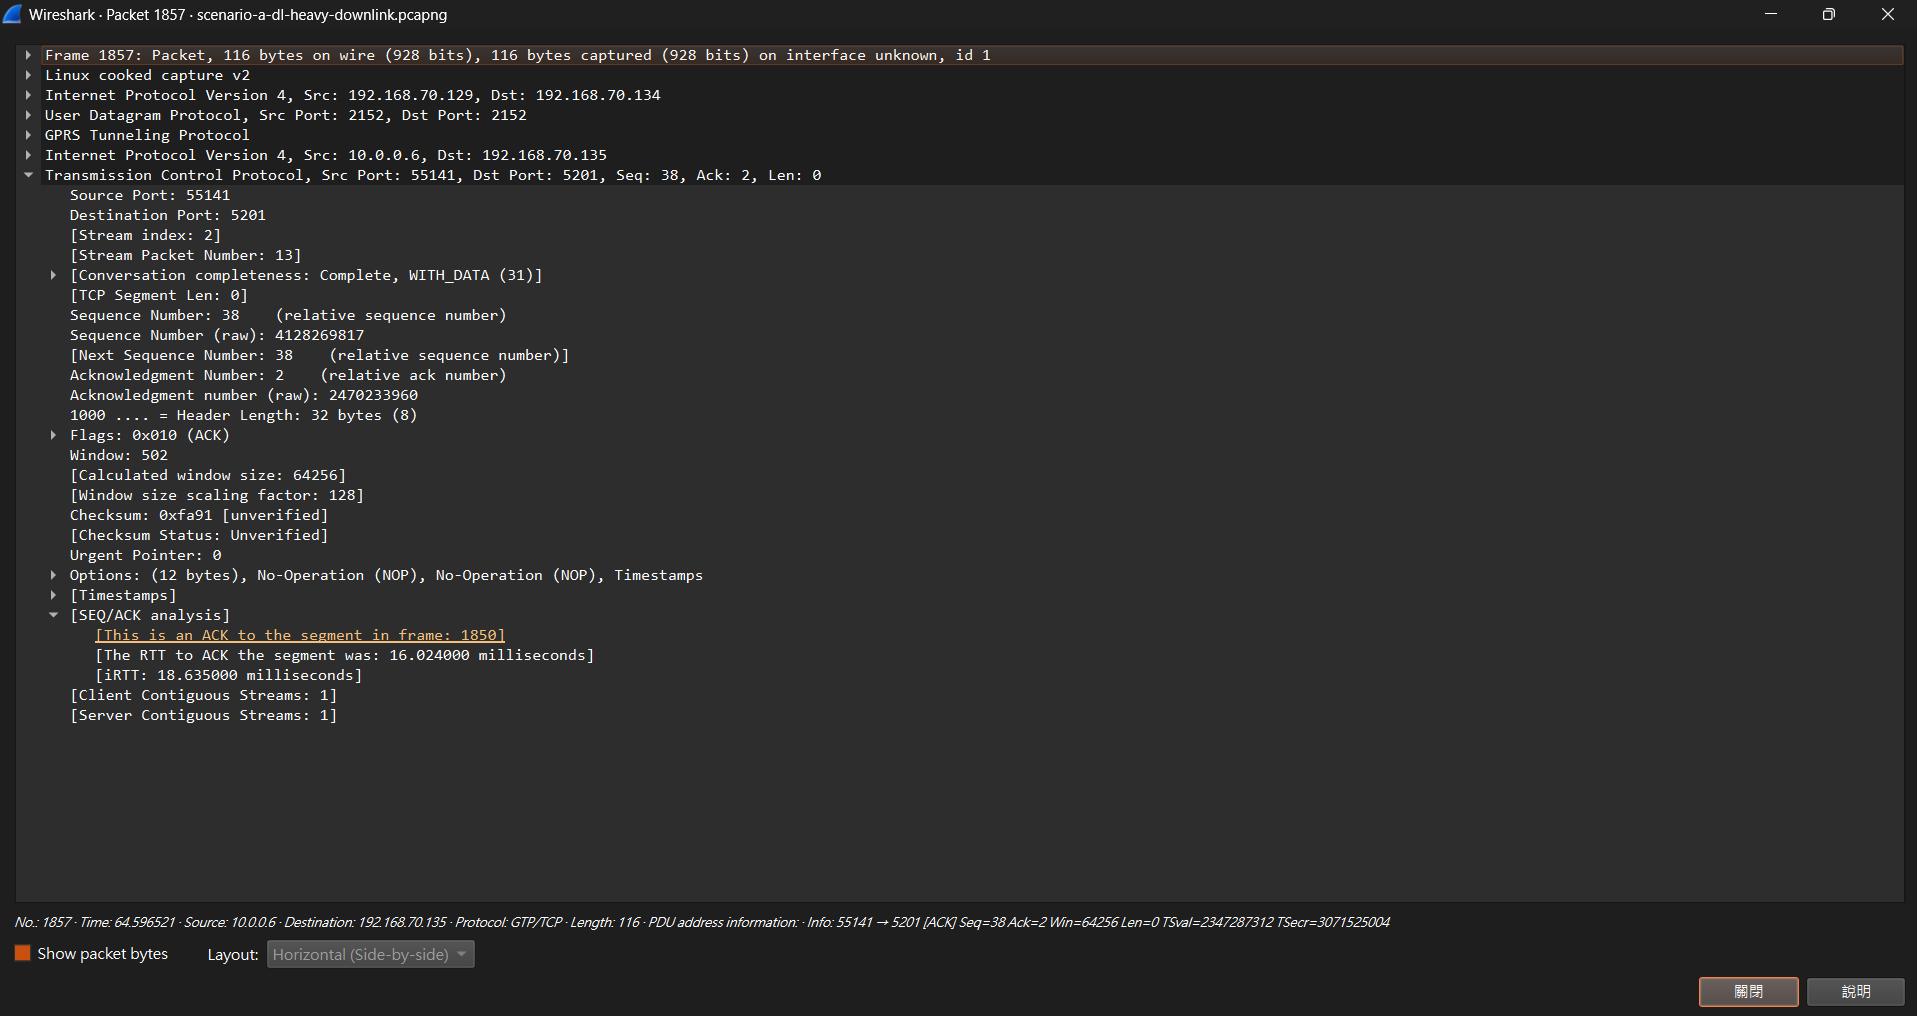 Wireshark · Packet 1857 · scenario-a-dl-heavy-downlink.pcapng
Frame 1857: Packet, 116 bytes on wire (928 bits), 116 bytes captured (928 bits) on interface unknown, id 1
Linux cooked capture v2
Internet Protocol Version 4, Src: 192.168.70.129, Dst: 192.168.70.134
User Datagram Protocol, Src Port: 2152, Dst Port: 2152
GPRS Tunneling Protocol
Internet Protocol Version 4, Src: 10.0.0.6, Dst: 192.168.70.135
Transmission Control Protocol, Src Port: 55141, Dst Port: 5201, Seq: 38, Ack: 2, Len: 0
Source Port: 55141
Destination Port: 5201
[Stream index: 2]
[Stream Packet Number: 13]
[Conversation completeness: Complete, WITH_DATA (31)]
[TCP Segment Len: 0]
Sequence Number: 38    (relative sequence number)
Sequence Number (raw): 4128269817
[Next Sequence Number: 38    (relative sequence number)]
Acknowledgment Number: 2    (relative ack number)
Acknowledgment number (raw): 2470233960
1000 .... = Header Length: 32 bytes (8)
Flags: 0x010 (ACK)
Window: 502
[Calculated window size: 64256]
[Window size scaling factor: 128]
Checksum: 0xfa91 [unverified]
[Checksum Status: Unverified]
Urgent Pointer: 0
Options: (12 bytes), No-Operation (NOP), No-Operation (NOP), Timestamps
[Timestamps]
[SEQ/ACK analysis]
[This is an ACK to the segment in frame: 1850]
[The RTT to ACK the segment was: 16.024000 milliseconds]
[iRTT: 18.635000 milliseconds]
[Client Contiguous Streams: 1]
[Server Contiguous Streams: 1]
No.: 1857 · Time: 64.596521 · Source: 10.0.0.6 · Destination: 192.168.70.135 · Protocol: GTP/TCP · Length: 116 · PDU address information: · Info: 55141 → 5201 [ACK] Seq=38 Ack=2 Win=64256 Len=0 TSval=2347287312 TSecr=3071525004
Show packet bytes
Layout: Horizontal (Side-by-side)
關閉
說明